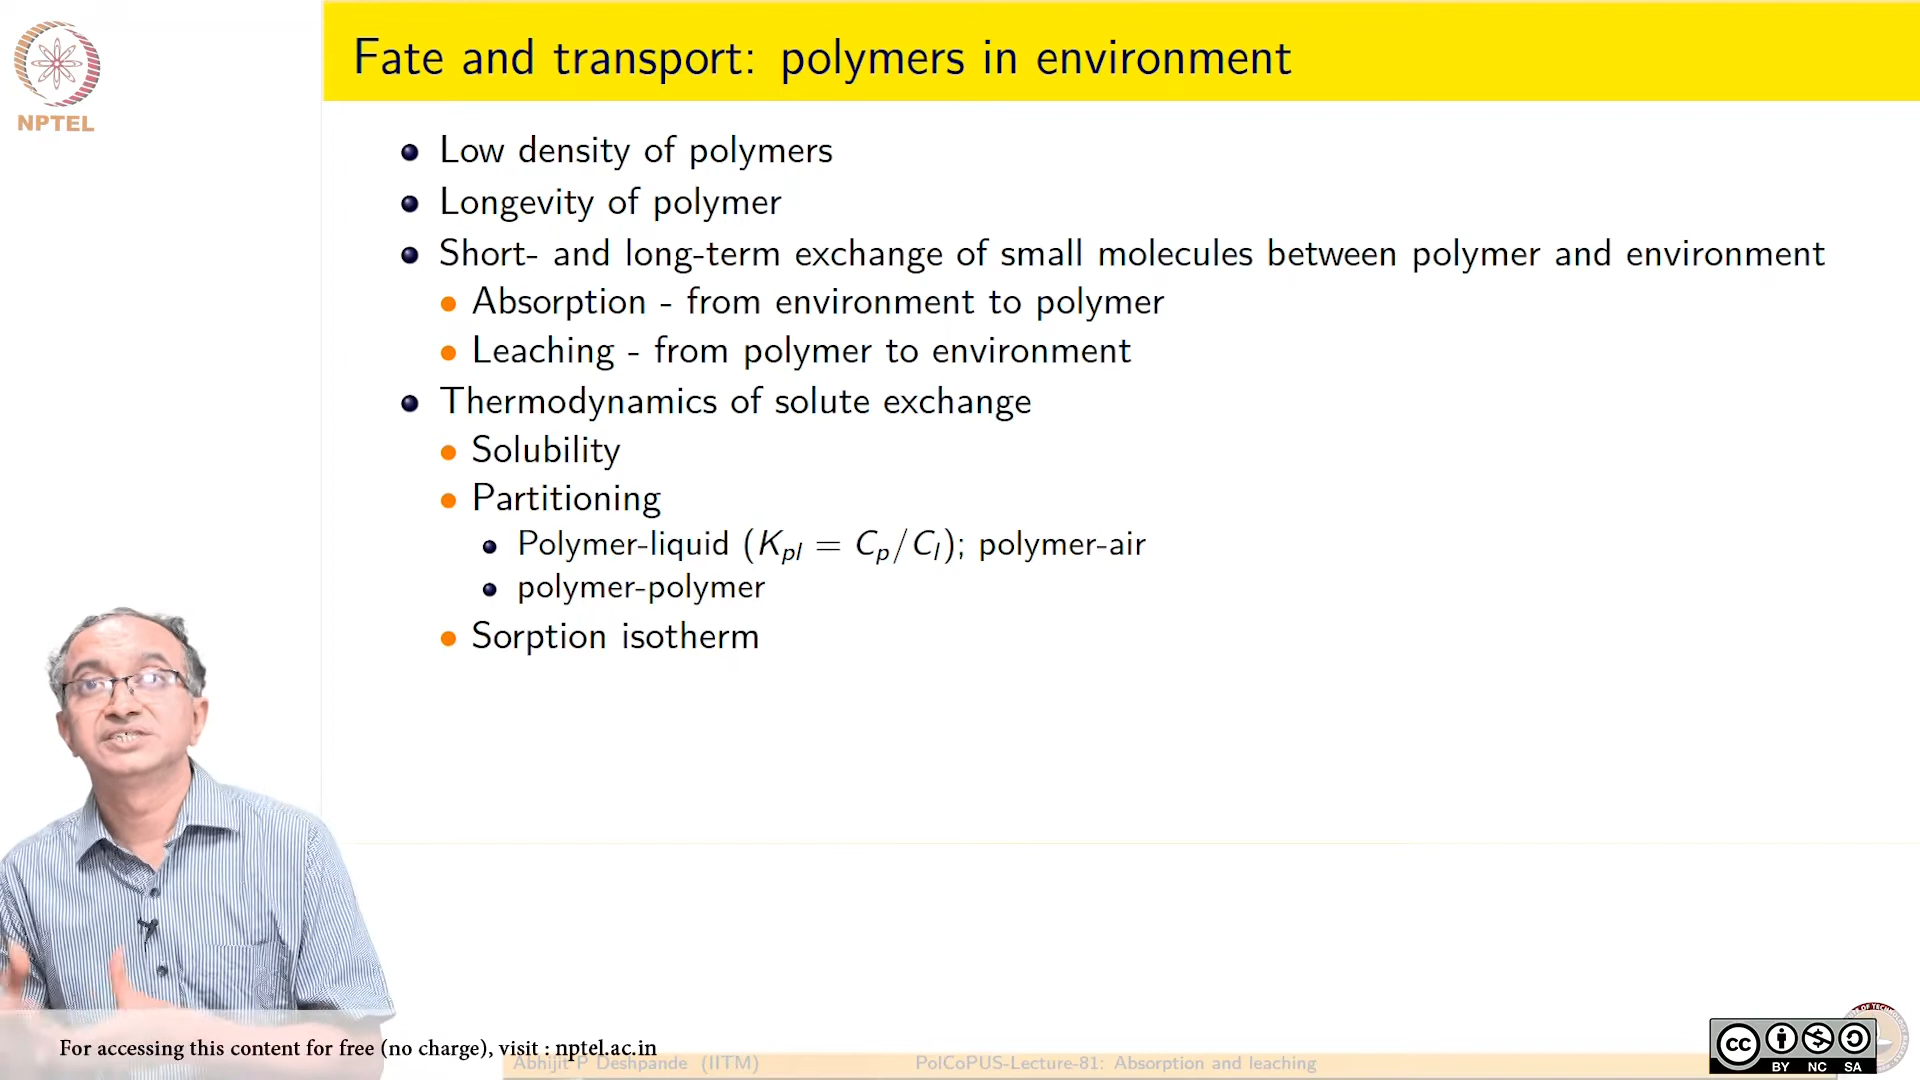 NPTEL
Fate and transport: polymers in environment
Low density of polymers
Longevity of polymer
Short- and long-term exchange of small molecules between polymer and environment
Absorption - from environment to polymer
Leaching - from polymer to environment
Thermodynamics of solute exchange
Solubility
Partitioning
Polymer-liquid (Kpl = Cp/Cl); polymer-air
polymer-polymer
Sorption isotherm
For accessing this content for free (no charge), visit : nptel.ac.in
Abhijit P Deshpande (IITM)
PolCoPUS-Lecture-81: Absorption and leaching
CC BY NC SA